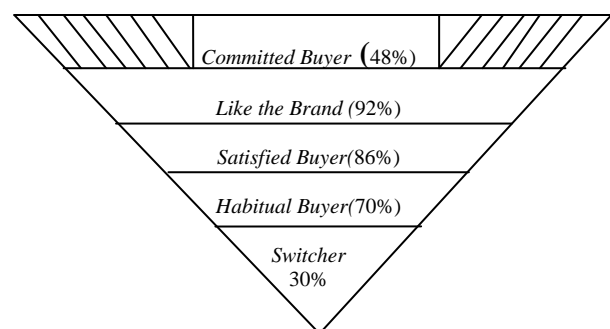 Committed Buyer (48%)
Like the Brand (92%)
Satisfied Buyer(86%)
Habitual Buyer(70%)
Switcher
30%